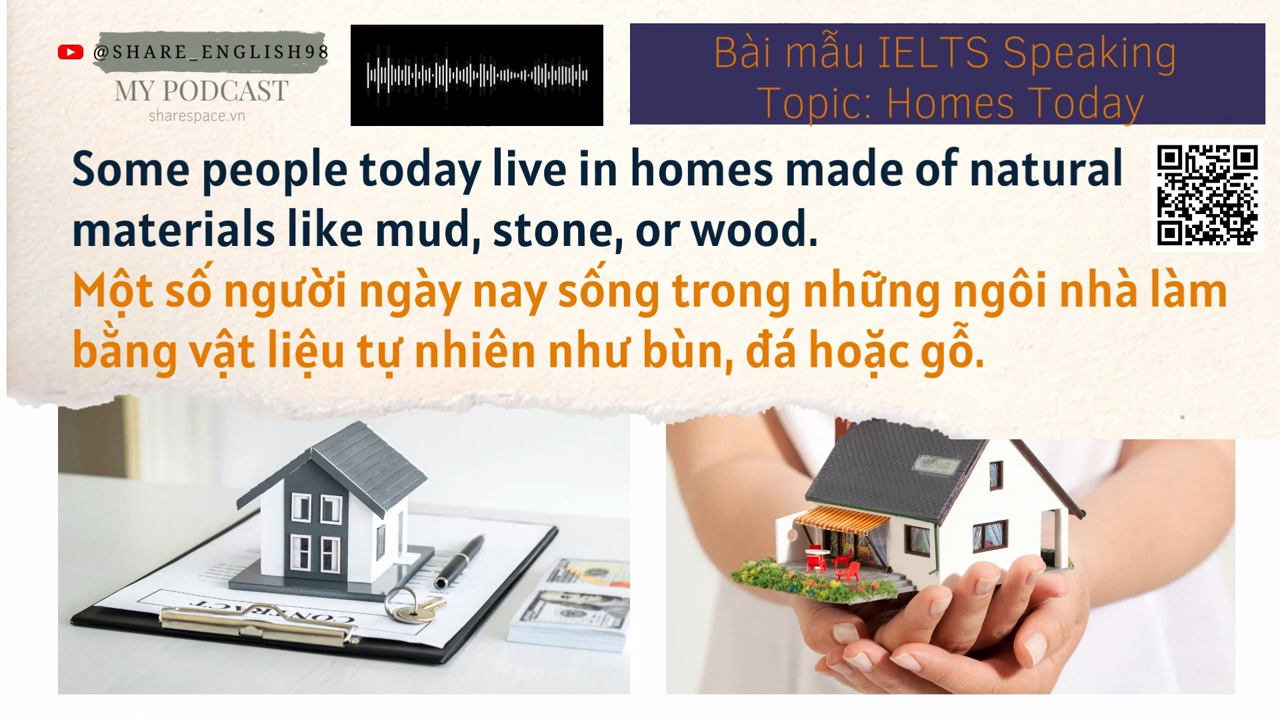 @SHARE_ENGLISH98
MY PODCAST
sharespace.vn
Bài mẫu IELTS Speaking
Topic: Homes Today
Some people today live in homes made of natural
materials like mud, stone, or wood.
Một số người ngày nay sống trong những ngôi nhà làm
bằng vật liệu tự nhiên như bùn, đá hoặc gỗ.
CONTRACT